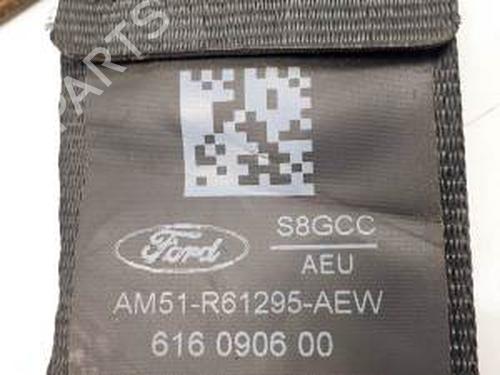 PARTS
Ford
S8GCC
AEU
AM51-R61295-AEW
616 0906 00